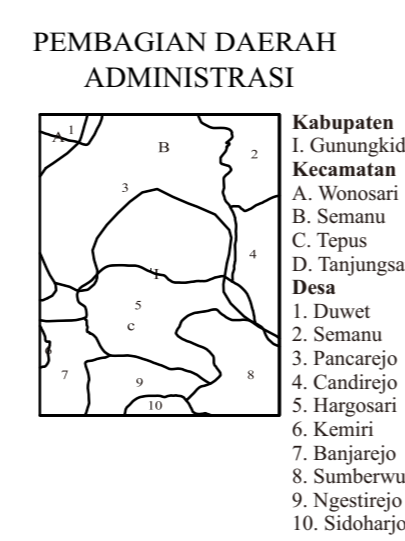 PEMBAGIAN DAERAH
ADMINISTRASI
A 1
B
2
3
4
I
5
c
6
7
9
8
10
Kabupaten
I. Gunungkid
Kecamatan
A. Wonosari
B. Semanu
C. Tepus
D. Tanjungsa
Desa
1. Duwet
2. Semanu
3. Pancarejo
4. Candirejo
5. Hargosari
6. Kemiri
7. Banjarejo
8. Sumberwu
9. Ngestirejo
10. Sidoharjo